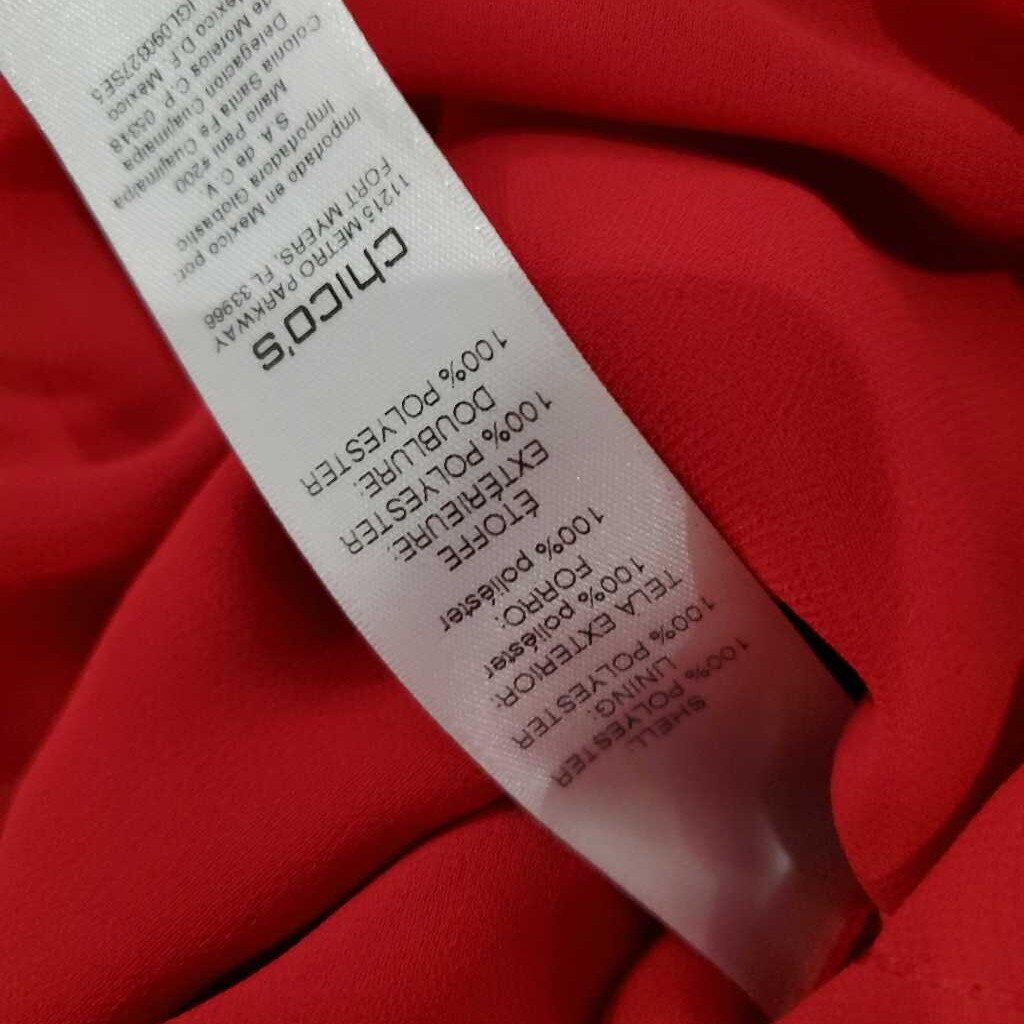 SHELL:
100% POLYESTER
LINING:
100% POLYESTER
TELA EXTERIOR:
100% poliéster
FORRO:
100% poliéster
ÉTOFFE
EXTÉRIEURE:
100% POLYESTER
DOUBLURE:
100% POLYESTER
chico's
11215 METRO PARKWAY
FORT MYERS, FL 33966
Importado en Mexico por:
Importadora Globastic
S.A. de C.V.
Mario Pani #200
Colonia Santa Fe Cuajimalpa
Delegacion Cuajimalpa
de Morelos C.P. 05348
Mexico D.F. Mexico
IGL090327SE5